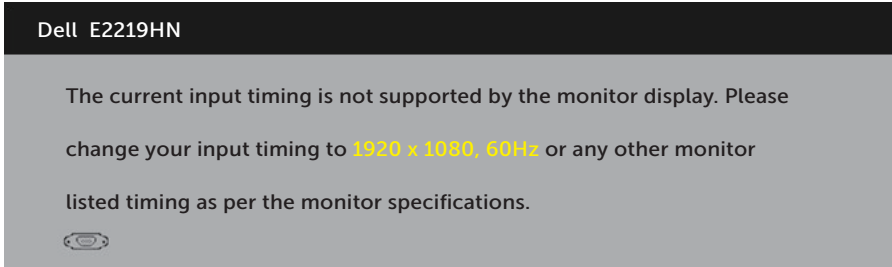 Dell E2219HN
The current input timing is not supported by the monitor display. Please
change your input timing to 1920 x 1080, 60Hz or any other monitor
listed timing as per the monitor specifications.